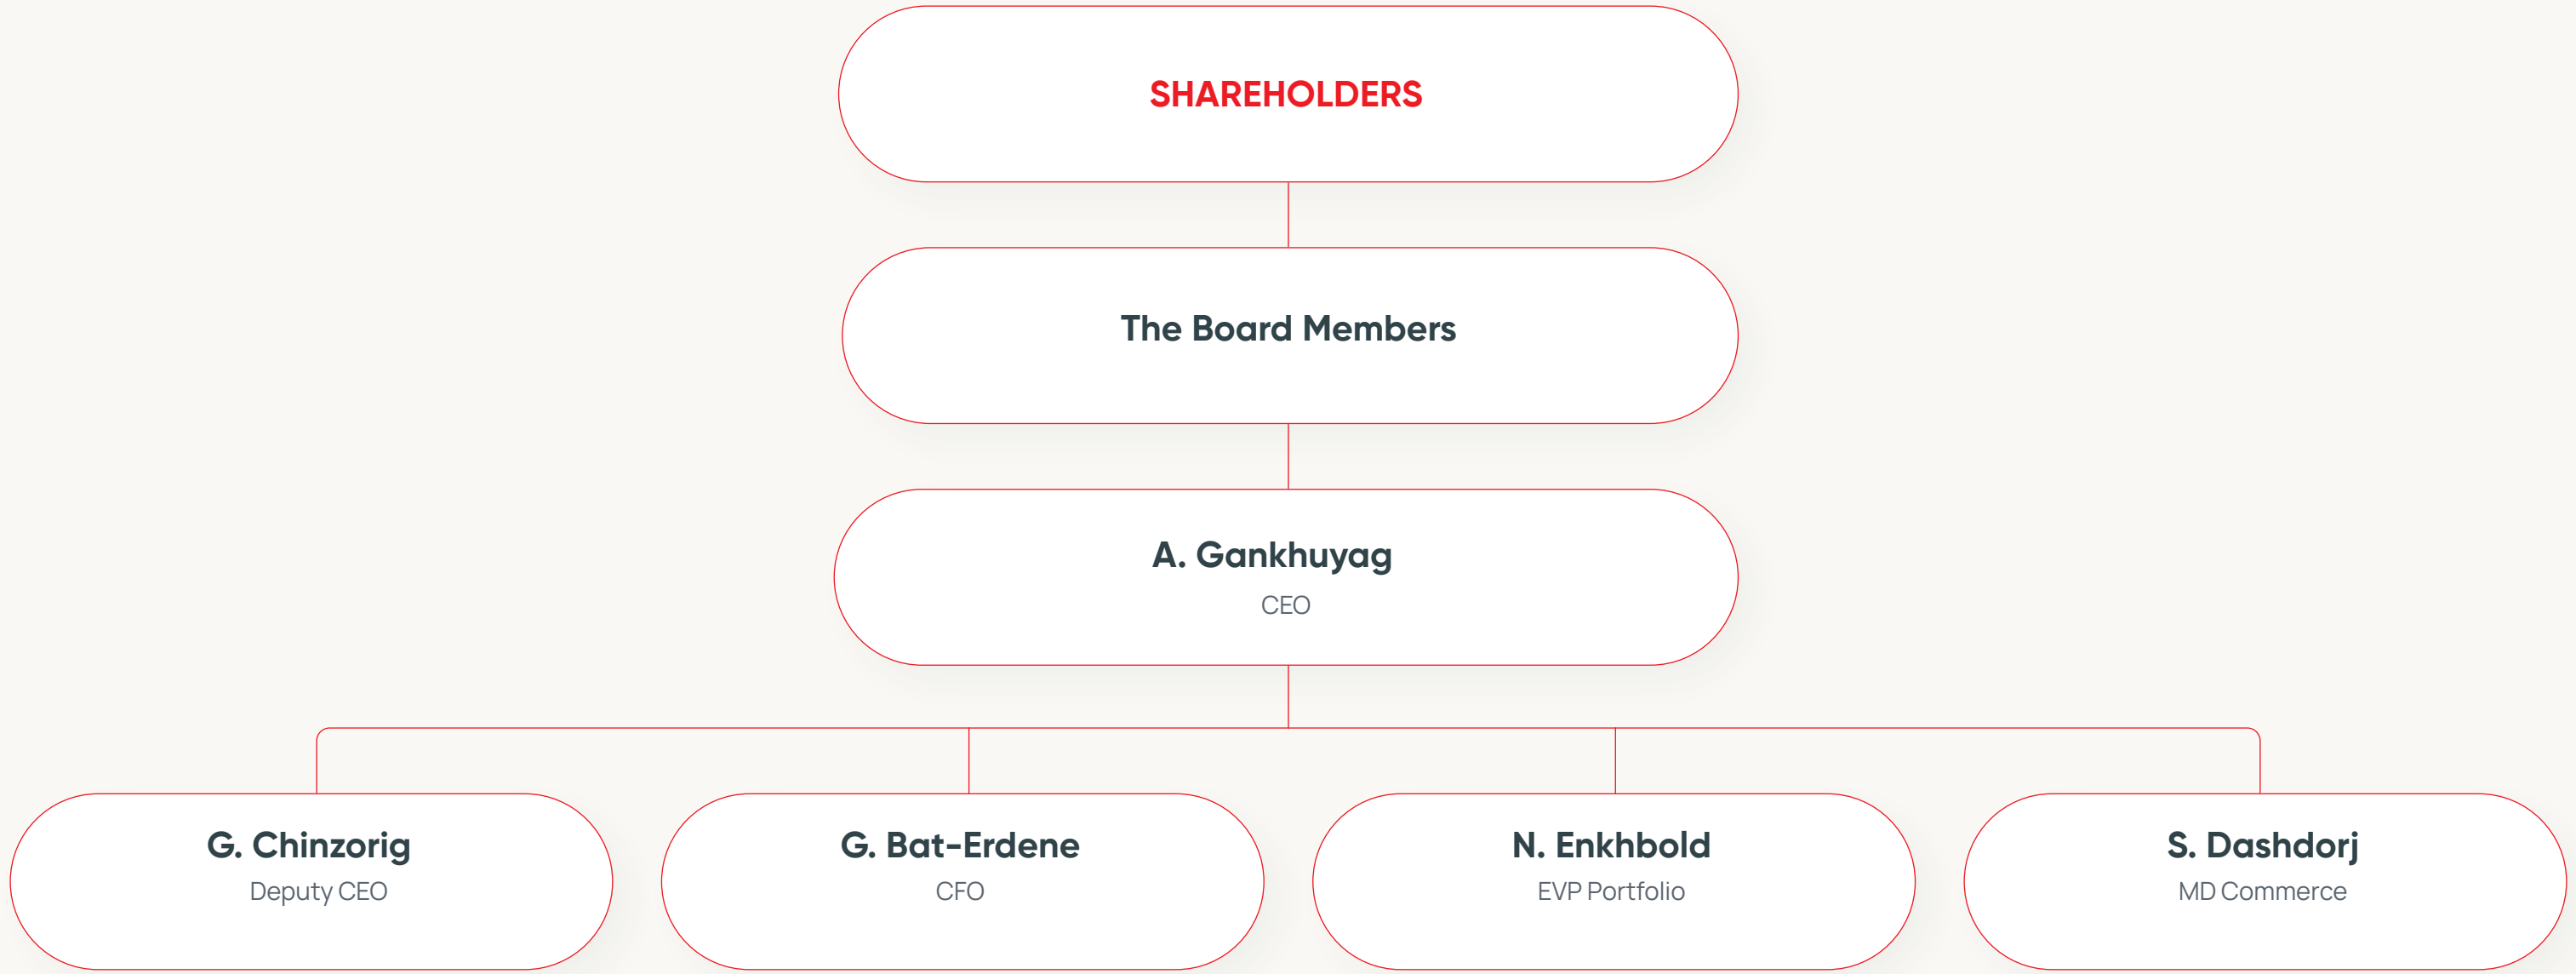 SHAREHOLDERS
The Board Members
A. Gankhuyag
CEO
G. Chinzorig
Deputy CEO
G. Bat-Erdene
CFO
N. Enkhbold
EVP Portfolio
S. Dashdorj
MD Commerce